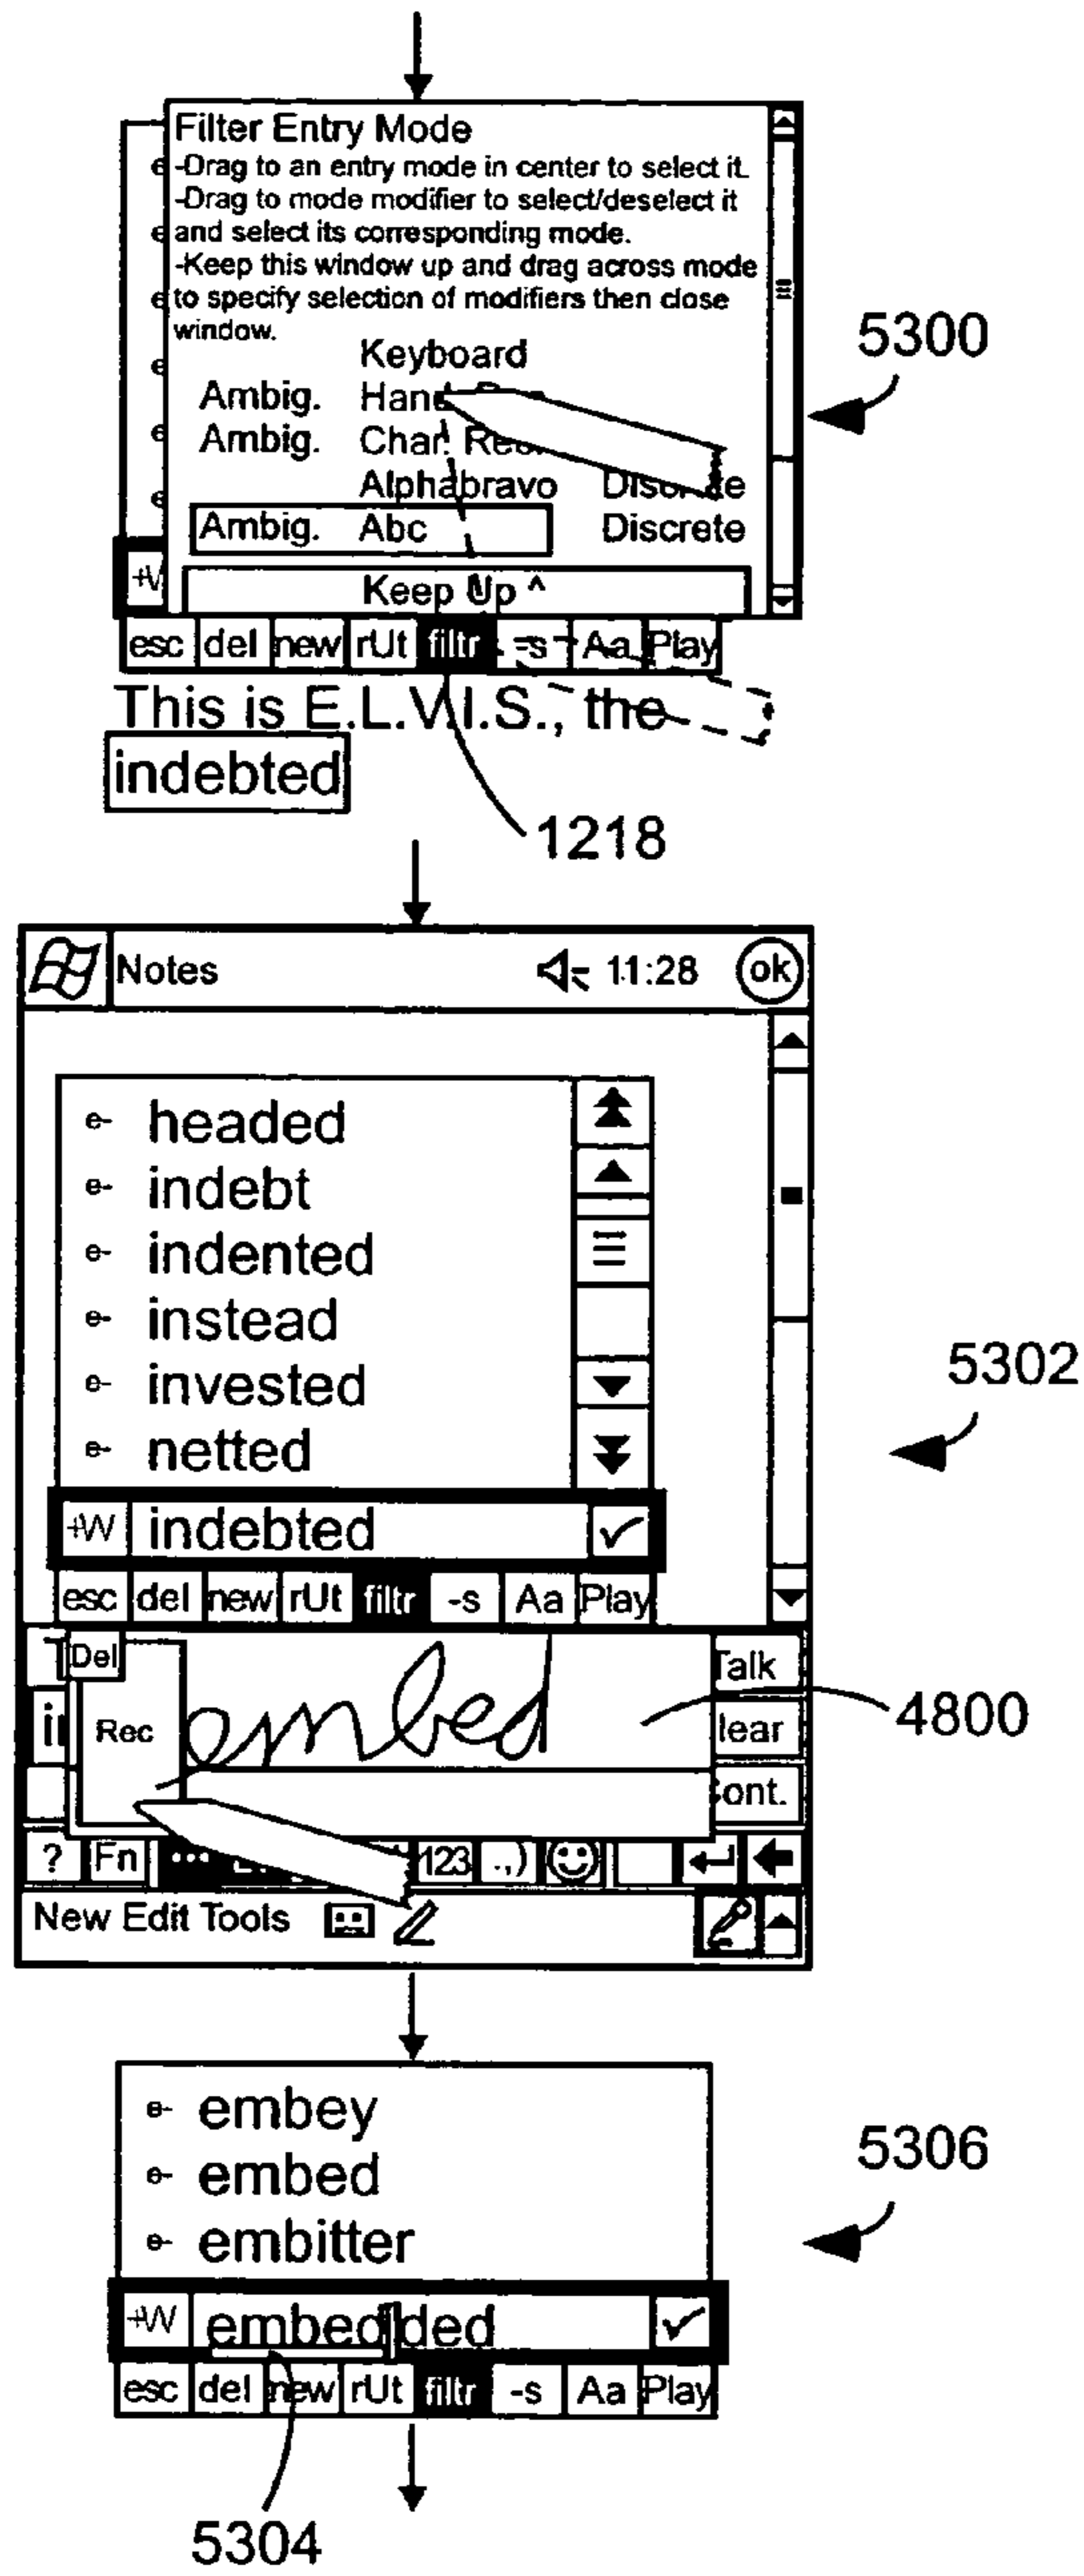 Filter Entry Mode
-Drag to an entry mode in center to select it.
-Drag to mode modifier to select/deselect it
and select its corresponding mode.
-Keep this window up and drag across mode
to specify selection of modifiers then close
window.
Keyboard
5300
Ambig.
Ambig. Char.
Alphabravo
Ambig. Abc Discrete
+W Keep Up ^
esc del new rUt filtr -s Aa Play
This is E.L.V.I.S., the
indebted
1218
Notes 11:28 ok
e- headed
e- indebt
e- indented
e- instead
5302
e- invested
e- netted
+W indebted
esc del new rUt filtr -s Aa Play
Del Talk
Rec embed lear 4800
ont.
? Fn 123 .,)
New Edit Tools
e- embey
e- embed
5306
e- embitter
+W embedded
esc del new rUt filtr -s Aa Play
5304